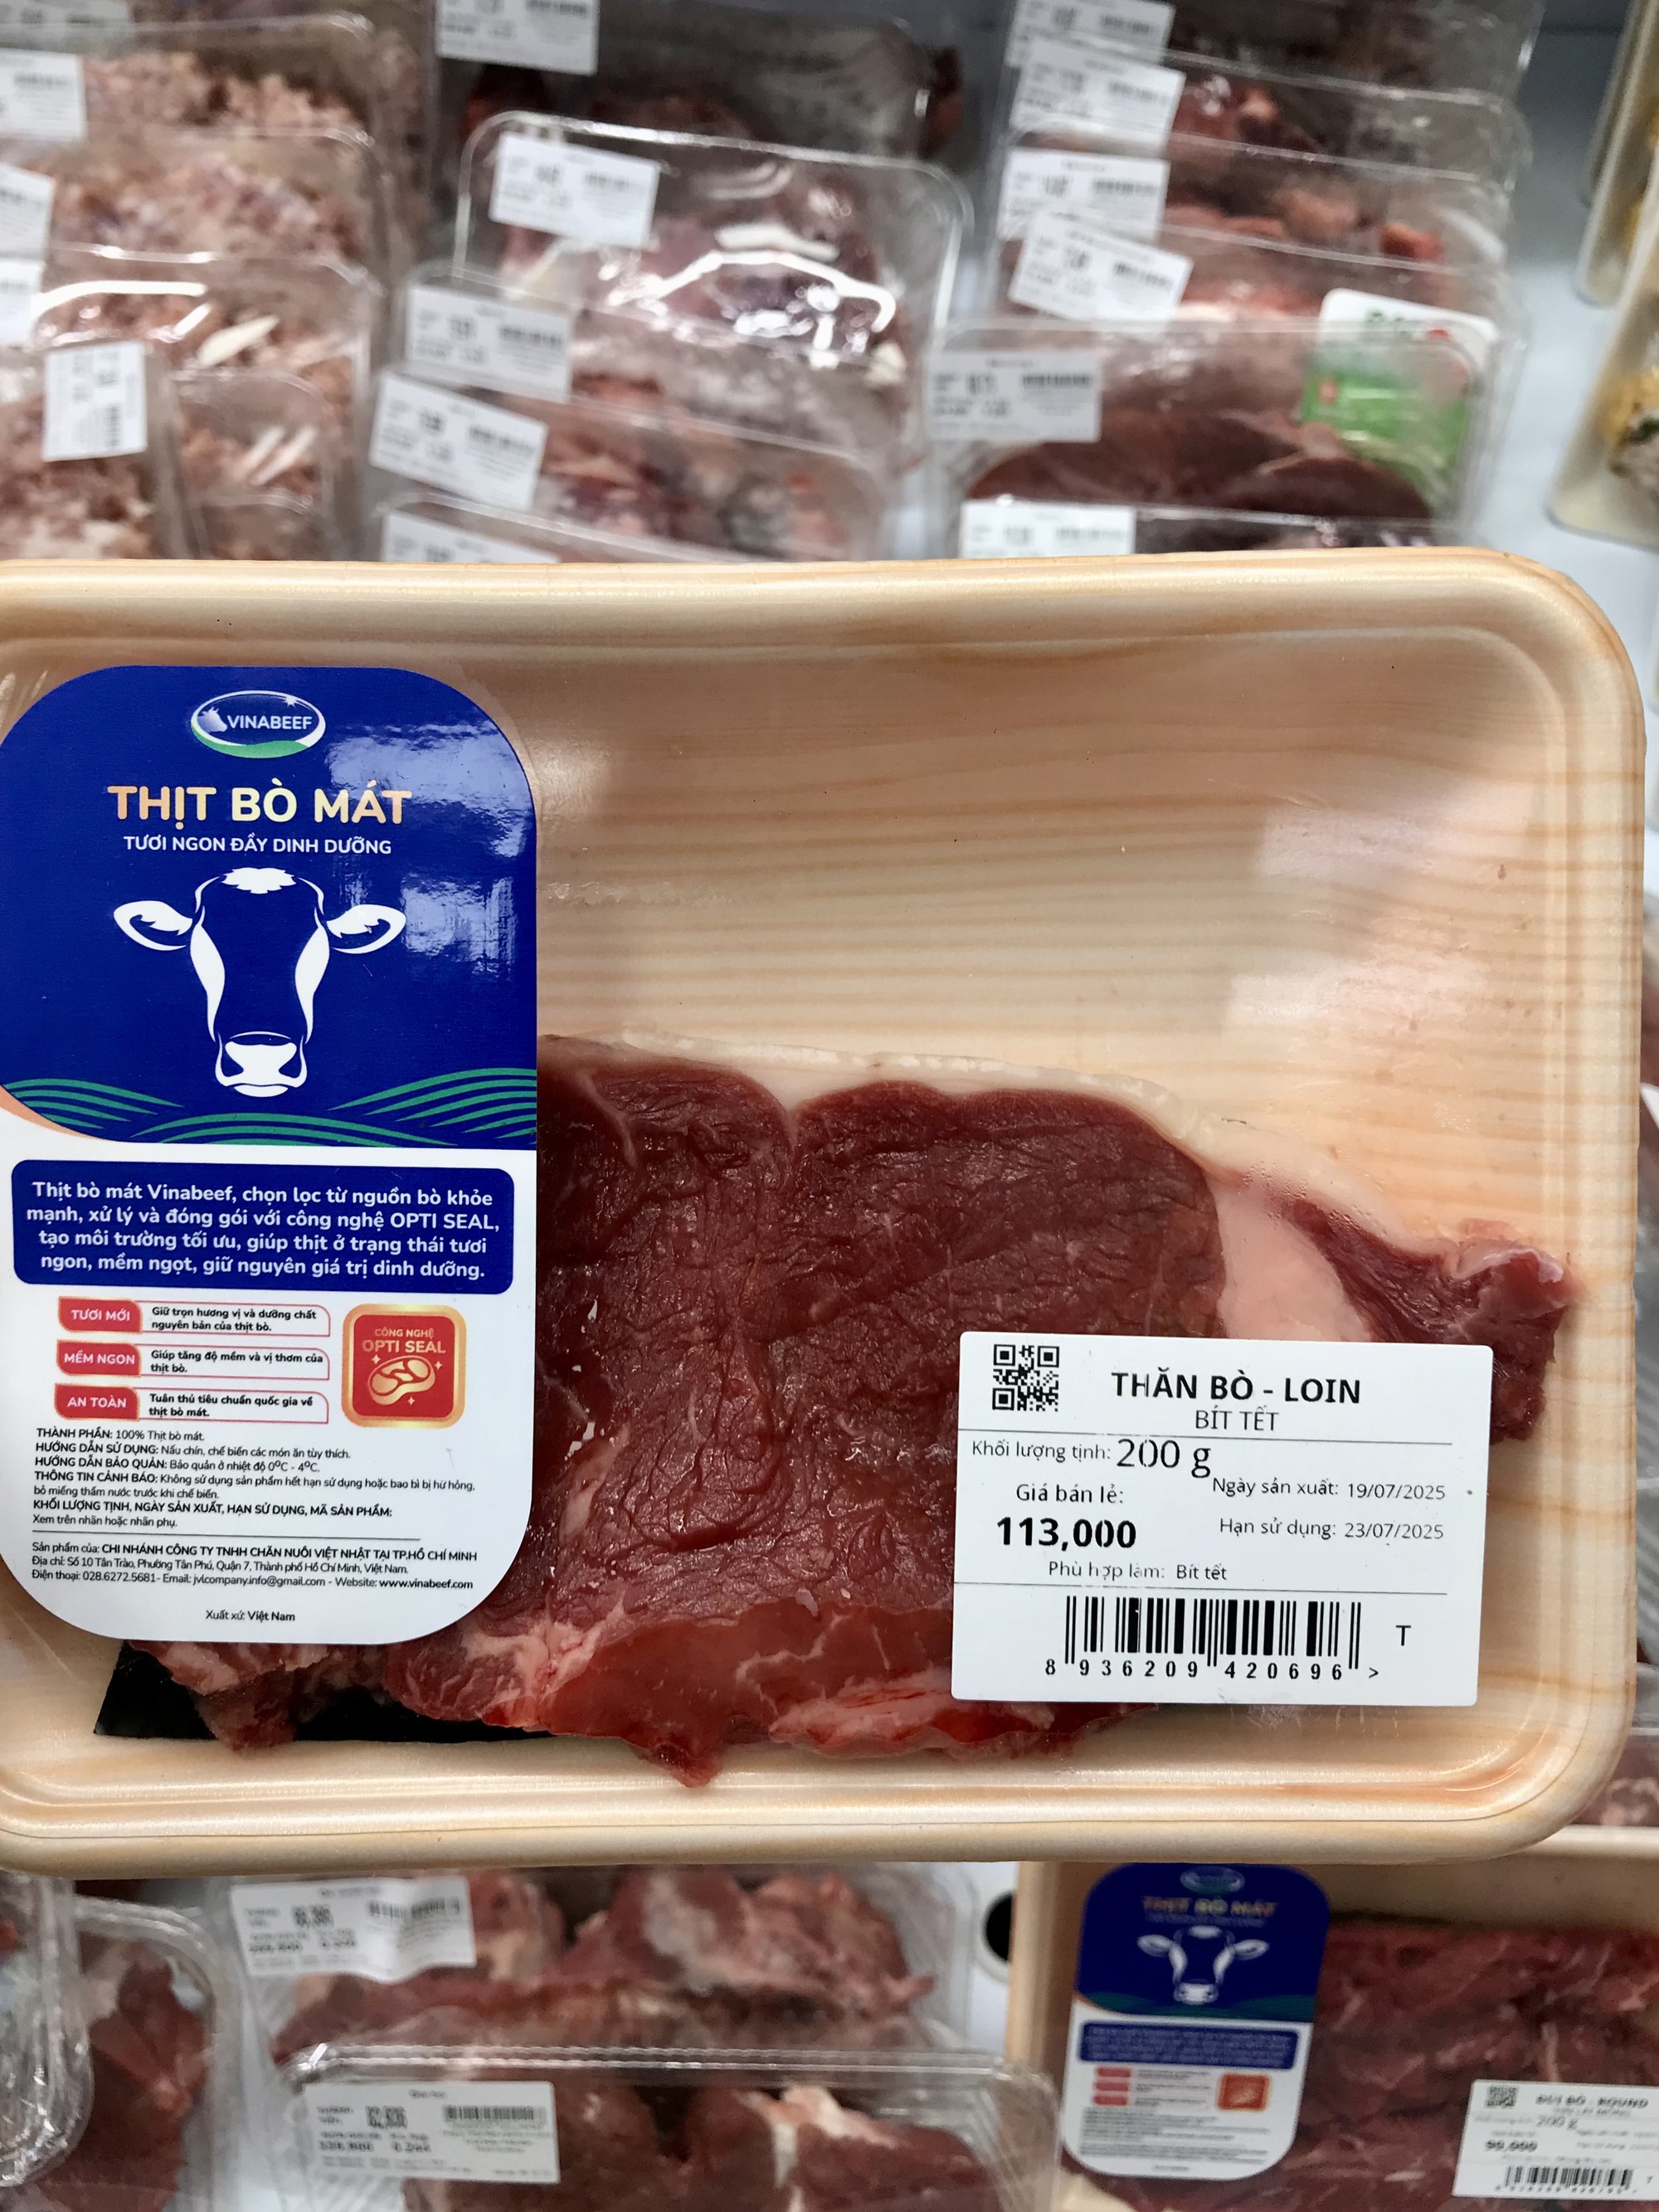 VINABEEF
THỊT BÒ MÁT
TƯƠI NGON ĐẦY DINH DƯỠNG
Thịt bò mát Vinabeef, chọn lọc từ nguồn bò khỏe
mạnh, xử lý và đóng gói với công nghệ OPTI SEAL,
tạo môi trường tối ưu, giúp thịt ở trạng thái tươi
ngon, mềm ngọt, giữ nguyên giá trị dinh dưỡng.
TƯƠI MỚI
Giữ trọn hương vị và dưỡng chất
nguyên bản của thịt bò.
MỀM NGON
Giúp tăng độ mềm và vị thơm của
thịt bò.
AN TOÀN
Tuân thủ tiêu chuẩn quốc gia về
thịt bò mát.
CÔNG NGHỆ
OPTI SEAL
THÀNH PHẦN: 100% Thịt bò mát.
HƯỚNG DẪN SỬ DỤNG: Nấu chín, chế biến các món ăn tùy thích.
HƯỚNG DẪN BẢO QUẢN: Bảo quản ở nhiệt độ 0ºC - 4ºC.
THÔNG TIN CẢNH BÁO: Không sử dụng sản phẩm hết hạn sử dụng hoặc bao bì bị hư hỏng,
bỏ miếng thấm nước trước khi chế biến.
KHỐI LƯỢNG TỊNH, NGÀY SẢN XUẤT, HẠN SỬ DỤNG, MÃ SẢN PHẨM:
Xem trên nhãn hoặc nhãn phụ.
Sản phẩm của: CHI NHÁNH CÔNG TY TNHH CHĂN NUÔI VIỆT NHẬT TẠI TP.HỒ CHÍ MINH
Địa chỉ: Số 10 Tân Trào, Phường Tân Phú, Quận 7, Thành phố Hồ Chí Minh, Việt Nam.
Điện thoại: 028.6272.5681- Email: jvlcompany.info@gmail.com - Website: www.vinabeef.com
Xuất xứ: Việt Nam
THĂN BÒ - LOIN
BÍT TẾT
Khối lượng tịnh: 200 g
Ngày sản xuất: 19/07/2025
Giá bán lẻ:
113,000
Hạn sử dụng: 23/07/2025
Phù hợp làm: Bít tết
T
8 936209 420696 >
THỊT BÒ MÁT
ĐÙI BÒ - ROUND
200 g